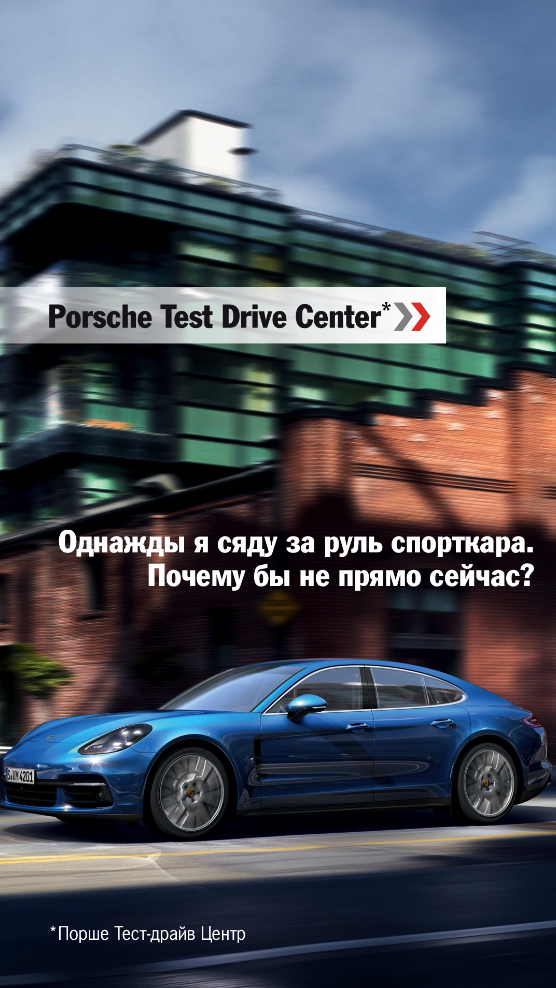 Porsche Test Drive Center*
Однажды я сяду за руль спорткара.
Почему бы не прямо сейчас?
*Порше Тест-драйв Центр